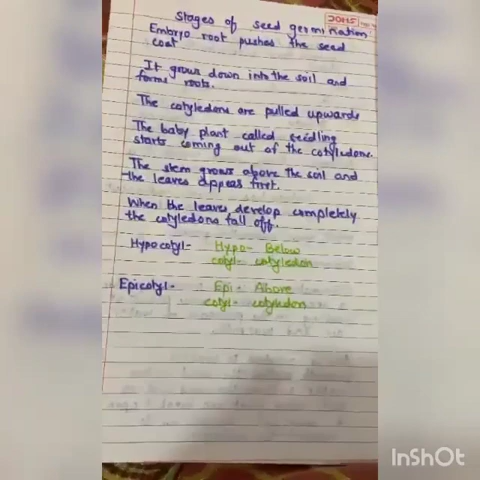 Stages of seed germination
Embryo root pushes the seed
coat
It grows down into the soil and
forms roots.
The cotyledons are pulled upwards
The baby plant called seedling
starts coming out of the cotyledons.
The stem grows above the soil and
the leaves appears first.
When the leaves develop completely
the cotyledons fall off.
Hypocotyl- Hypo- Below
cotyl- cotyledon
Epicotyl- Epi- Above
cotyl- cotyledon
InShOt